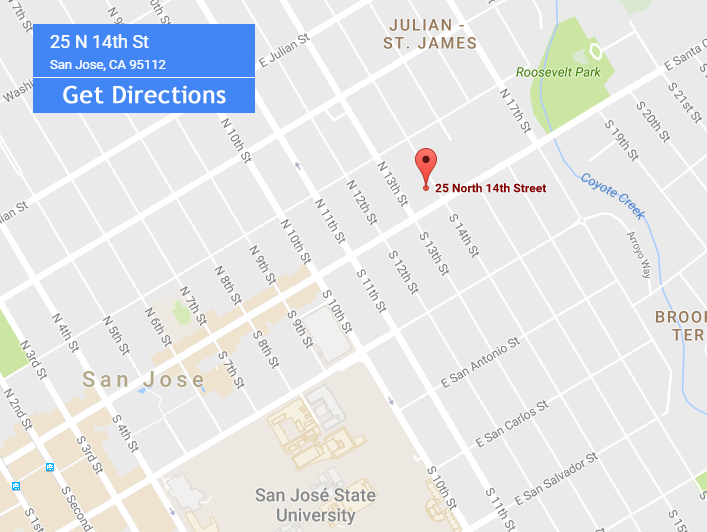 25 N 14th St
San Jose, CA 95112
Get Directions
JULIAN -
ST. JAMES
E Julian St
Roosevelt Park
E Santa C
N 17th St
S 21st St
S 20th St
S 19th St
N 10th St
N 13th St
25 North 14th Street
Coyote Creek
N 12th St
N 11th St
S 14th St
S 13th St
Arroyo Way
N 10th St
S 12th St
N 9th St
S 11th St
N 8th St
N 7th St
S 10th St
S 9th St
S 8th St
S 7th St
N 5th St
N 4th St
N 3rd St
BROOK
TER
San Jose
E San Antonio St
N 2nd St
S 4th St
S 3rd St
E San Carlos St
E San Salvador St
S 10th St
S 11th St
San José State
University
S Second
S 1st
S 15